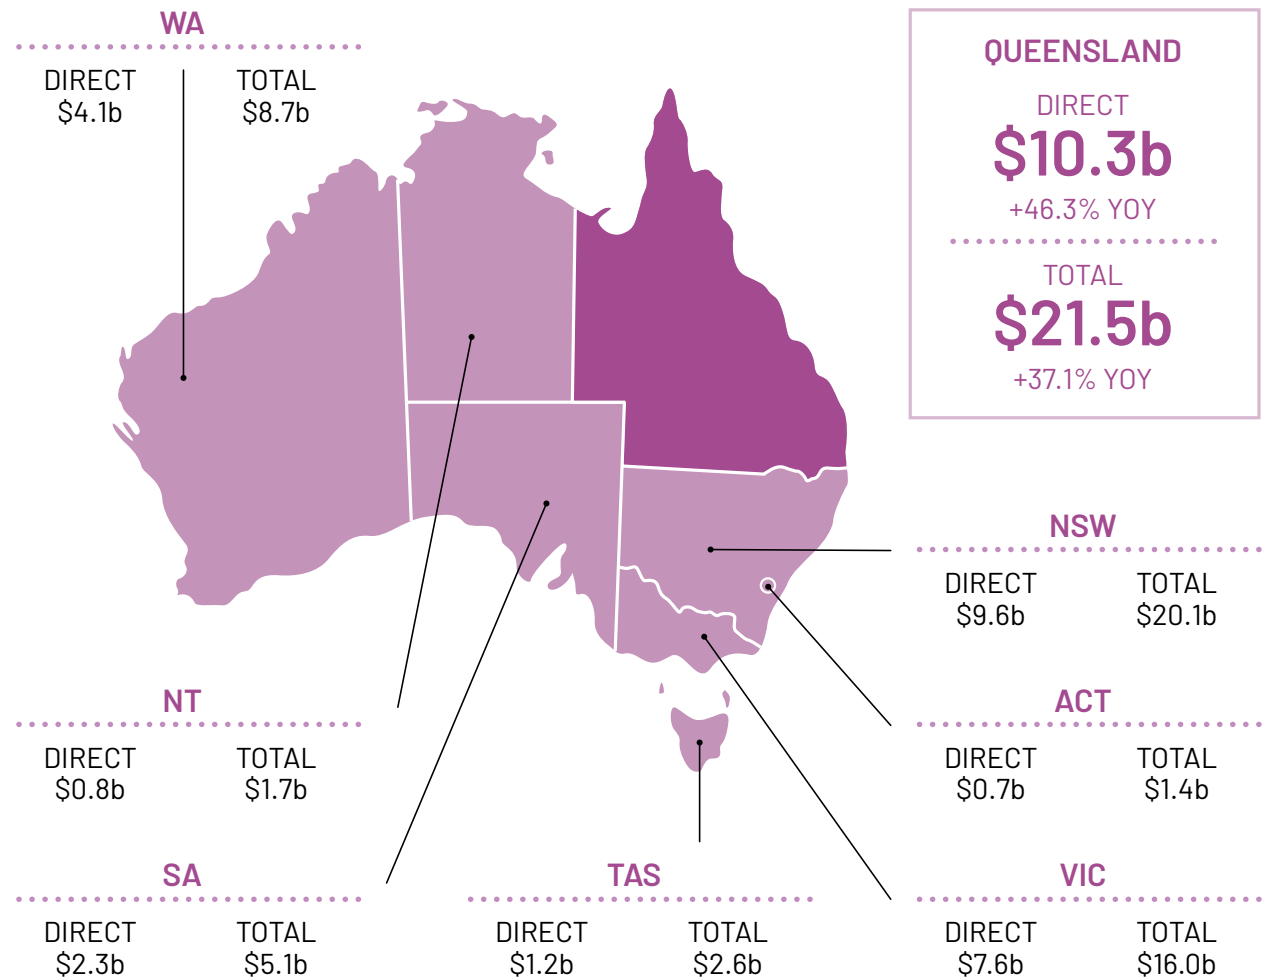 WA
DIRECT TOTAL
$4.1b $8.7b
QUEENSLAND
DIRECT
$10.3b
+46.3% YOY
TOTAL
$21.5b
+37.1% YOY
NSW
DIRECT TOTAL
$9.6b $20.1b
NT
DIRECT TOTAL
$0.8b $1.7b
ACT
DIRECT TOTAL
$0.7b $1.4b
SA
DIRECT TOTAL
$2.3b $5.1b
TAS
DIRECT TOTAL
$1.2b $2.6b
VIC
DIRECT TOTAL
$7.6b $16.0b